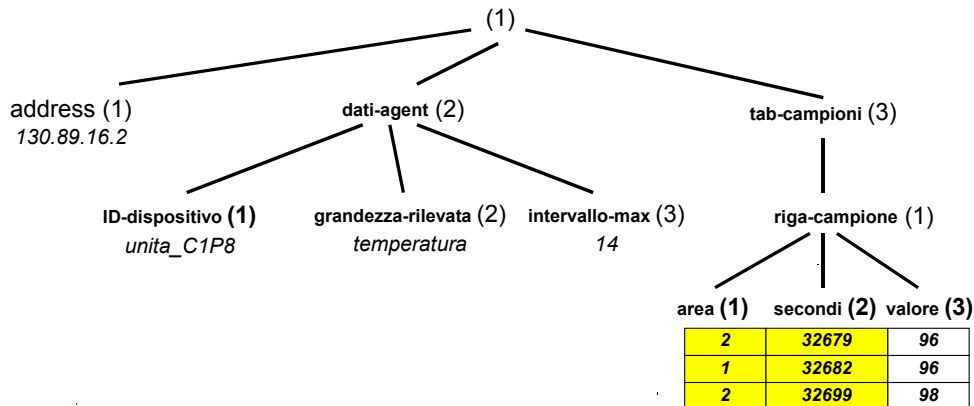 (1)
address (1)
130.89.16.2
dati-agent (2)
tab-campioni (3)
ID-dispositivo (1)
unita_C1P8
grandezza-rilevata (2)
temperatura
intervallo-max (3)
14
riga-campione (1)
area (1) secondi (2) valore (3)
2 32679 96
1 32682 96
2 32699 98